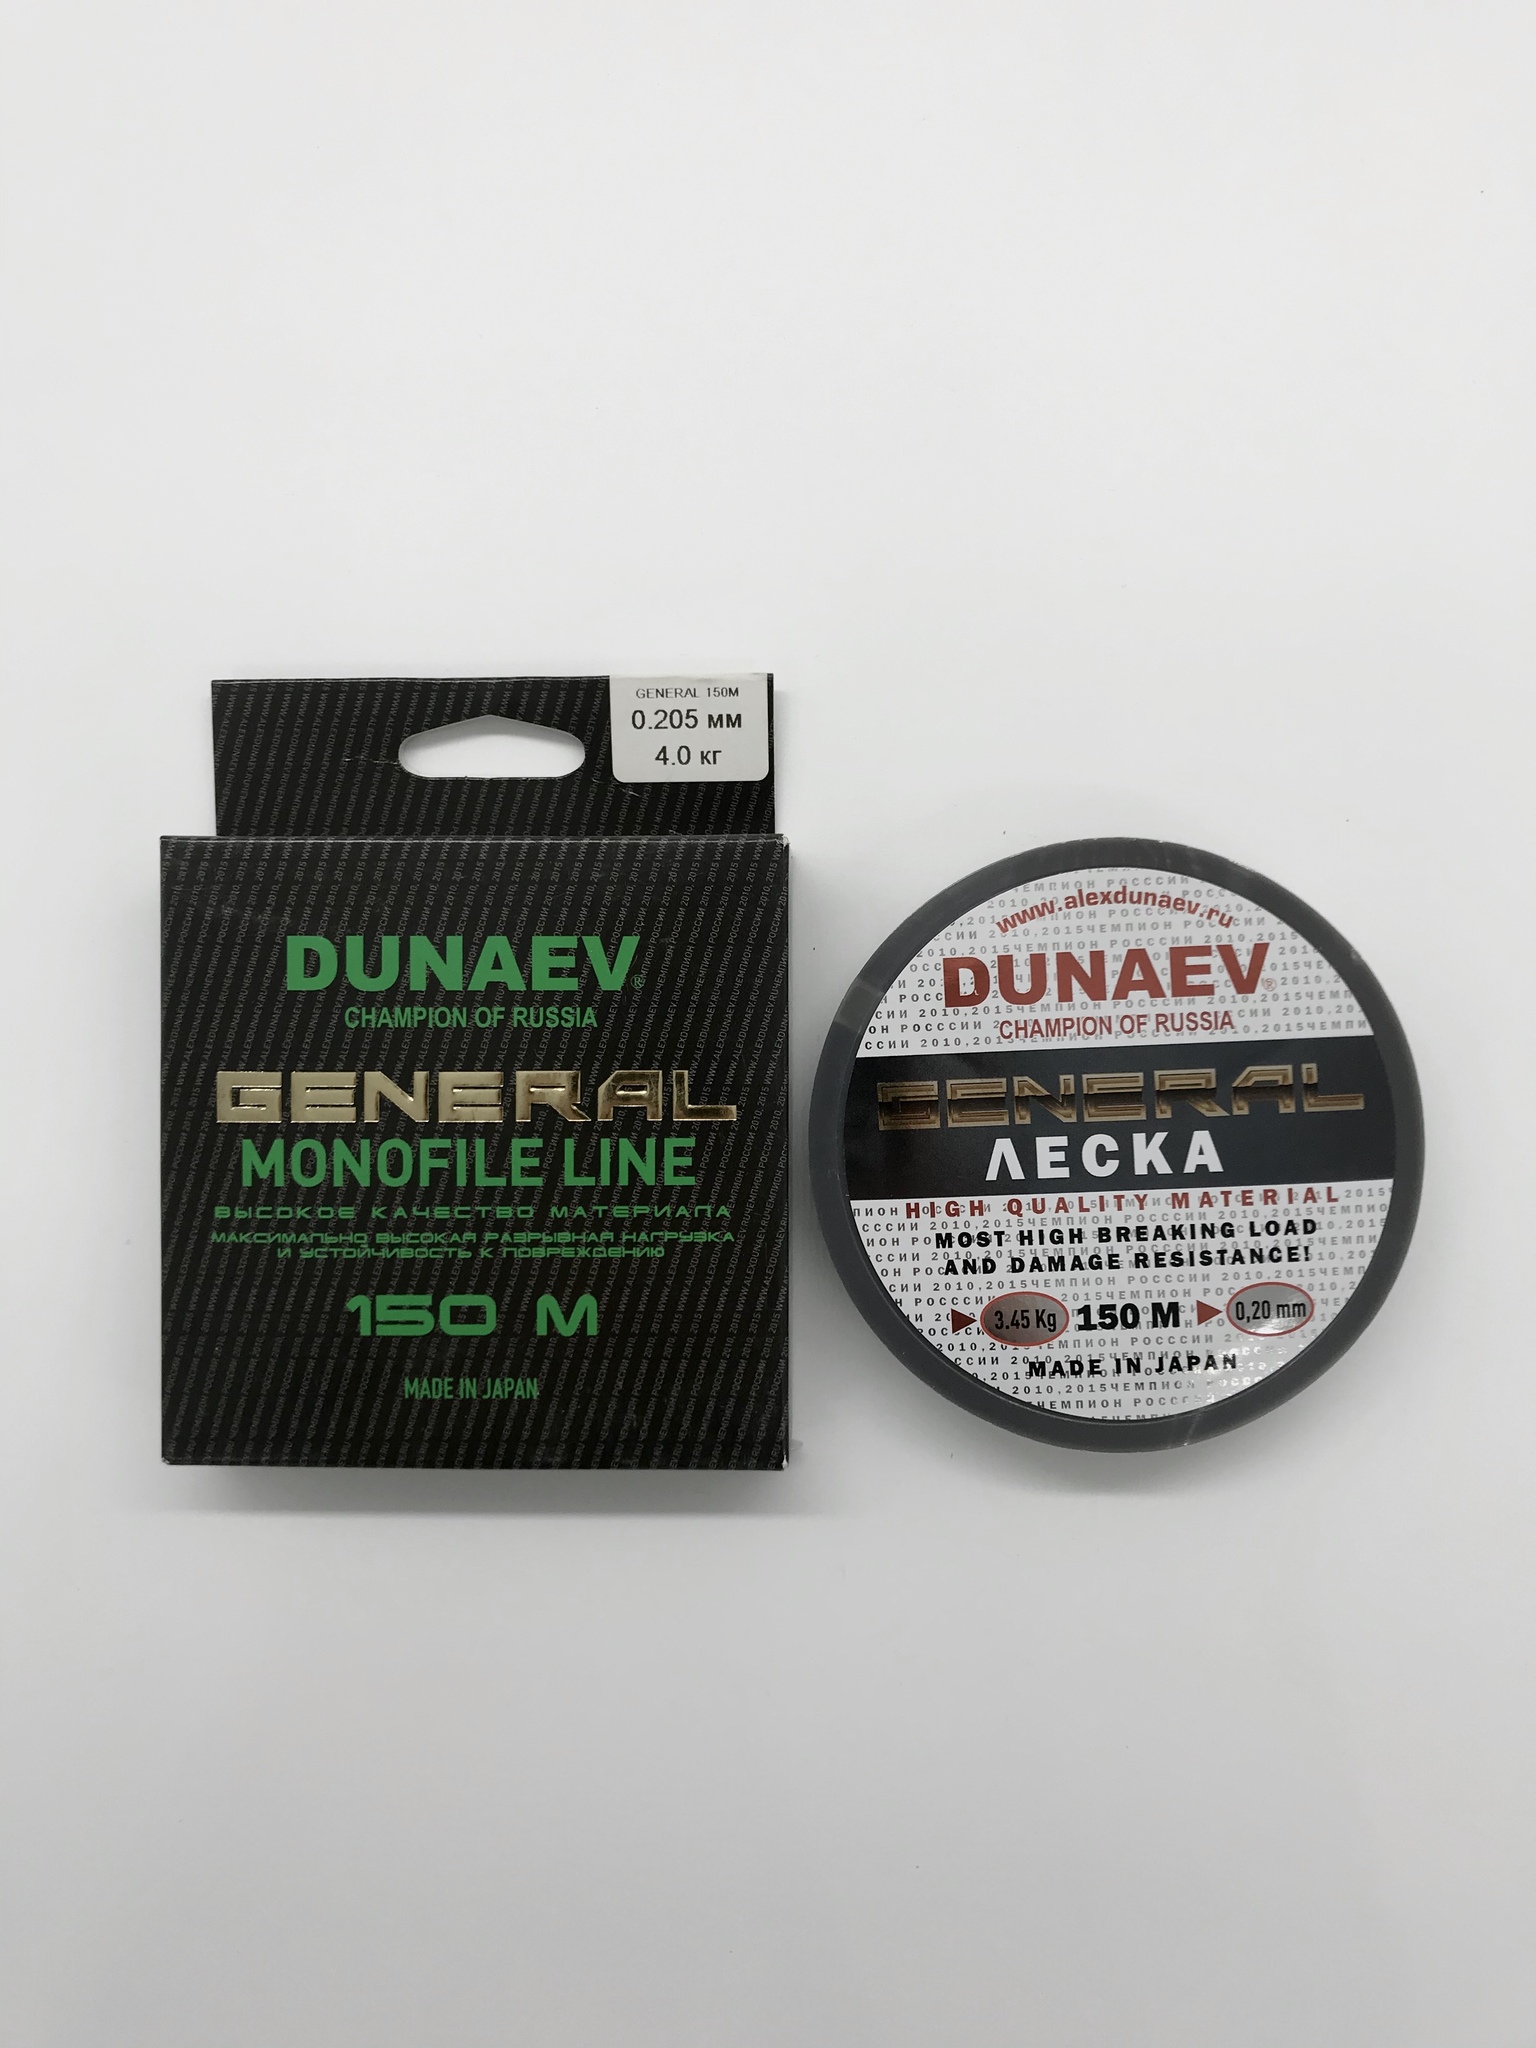 GENERAL 150М
0.205 мм
4.0 кг
DUNAEV®
CHAMPION OF RUSSIA
GENERAL
MONOFILE LINE
ВЫСОКОЕ КАЧЕСТВО МАТЕРИАЛА
МАКСИМАЛЬНО ВЫСОКАЯ РАЗРЫВНАЯ НАГРУЗКА
И УСТОЙЧИВОСТЬ К ПОВРЕЖДЕНИЮ
150 М
MADE IN JAPAN
www.alexdunaev.ru
DUNAEV®
CHAMPION OF RUSSIA
GENERAL
ЛЕСКА
HIGH QUALITY MATERIAL
MOST HIGH BREAKING LOAD
AND DAMAGE RESISTANCE!
3.45 Kg 150 M 0,20 mm
MADE IN JAPAN